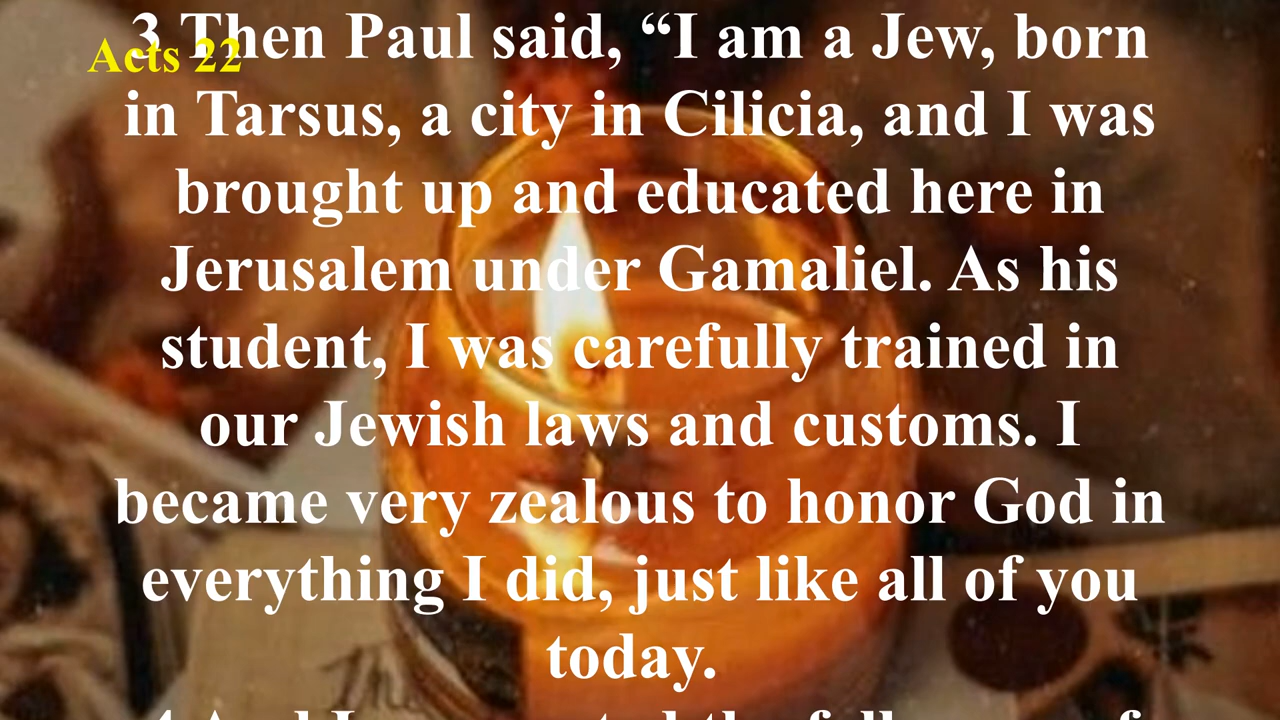 Acts 22
3 Then Paul said, “I am a Jew, born
in Tarsus, a city in Cilicia, and I was
brought up and educated here in
Jerusalem under Gamaliel. As his
student, I was carefully trained in
our Jewish laws and customs. I
became very zealous to honor God in
everything I did, just like all of you
today.